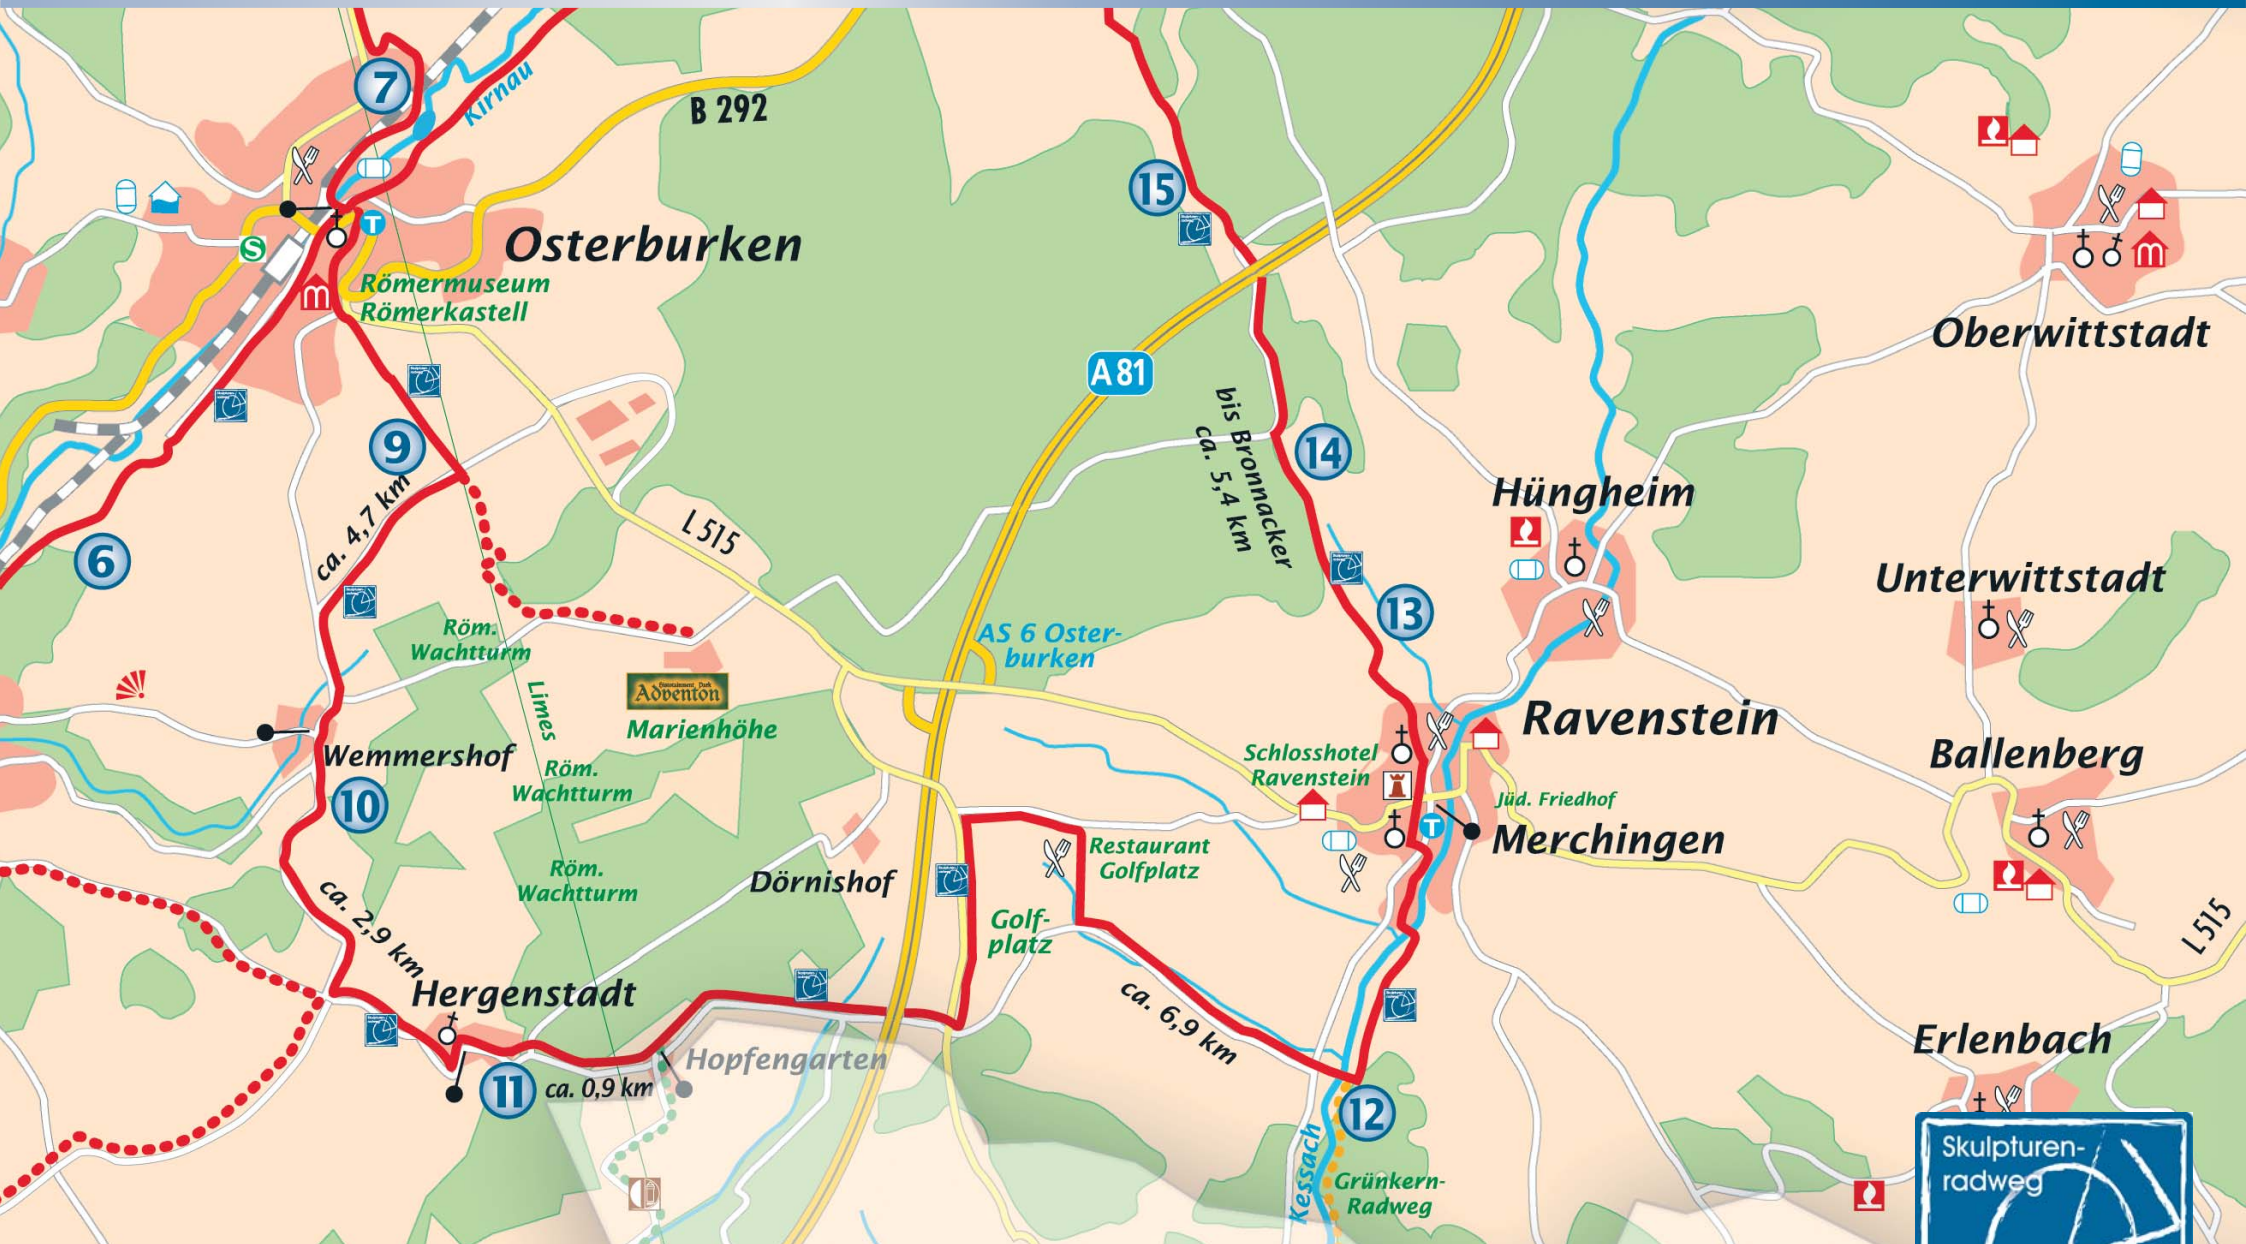 7
Kirnau
B 292
15
S
T
Osterburken
Römermuseum
Römerkastell
m
m
Oberwittstadt
A 81
9
bis Bronnacker
ca. 5,4 km
14
Hüngheim
ca. 4,7 km
L 515
6
Unterwittstadt
13
Röm.
Wachtturm
AS 6 Oster-
burken
Limes
Adventon
Marienhöhe
Ravenstein
Wemmershof
Schlosshotel
Ravenstein
Ballenberg
Röm.
Wachtturm
10
Jüd. Friedhof
T
Merchingen
Restaurant
Golfplatz
Röm.
Wachtturm
Dörnishof
ca. 2,9 km
Golf-
platz
L 515
Hergenstadt
ca. 6,9 km
Erlenbach
Hopfengarten
11
ca. 0,9 km
12
Kessach
Grünkern-
Radweg
Skulpturen-
radweg